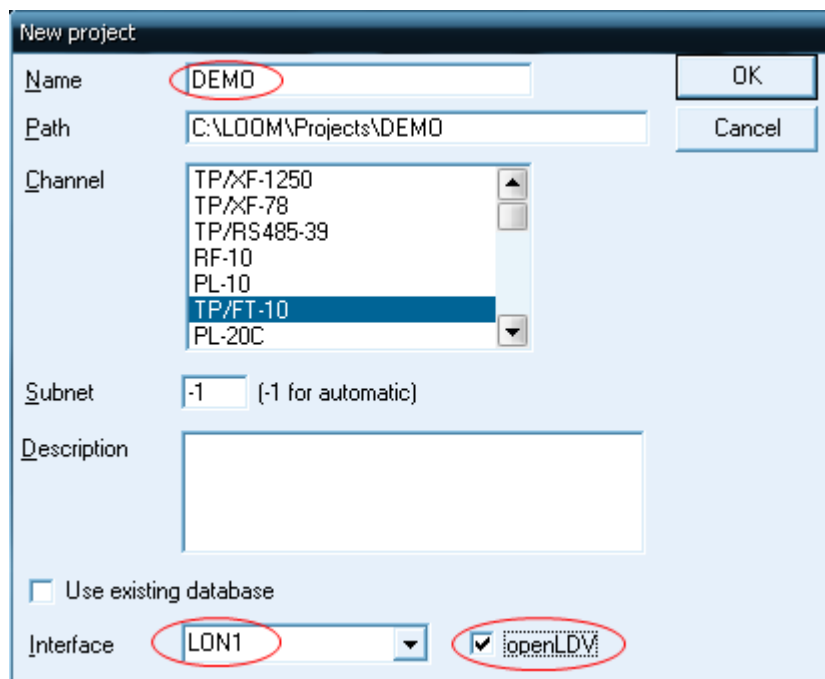 New project
Name DEMO OK
Path C:\LOOM\Projects\DEMO Cancel
Channel TP/XF-1250
TP/XF-78
TP/RS485-39
RF-10
PL-10
TP/FT-10
PL-20C
Subnet -1 (-1 for automatic)
Description
Use existing database
Interface LON1 openLDV